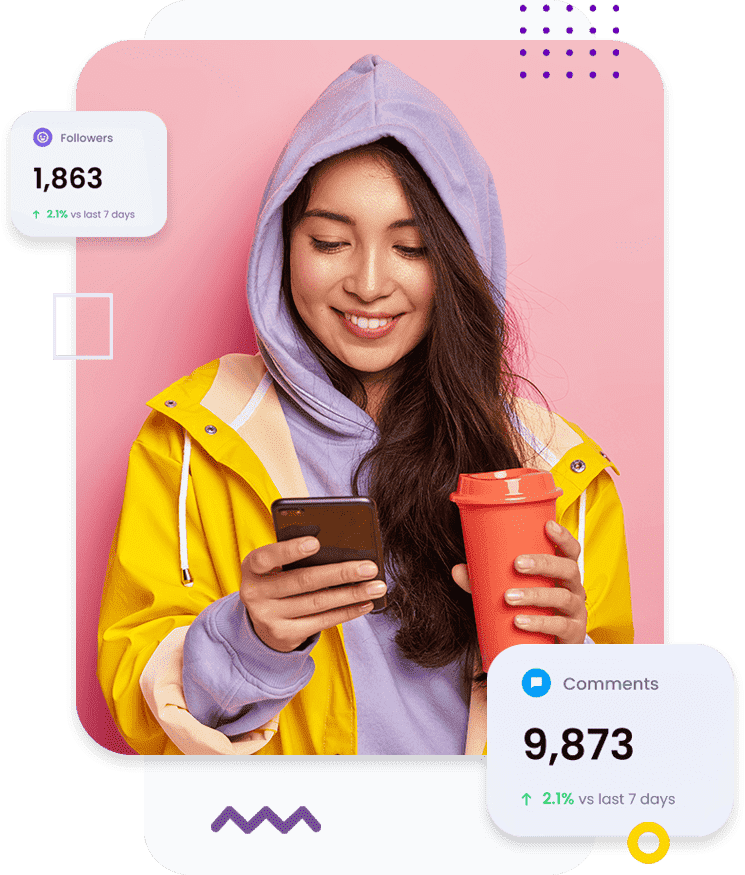 Followers
1,863
2.1% vs last 7 days
Comments
9,873
2.1% vs last 7 days